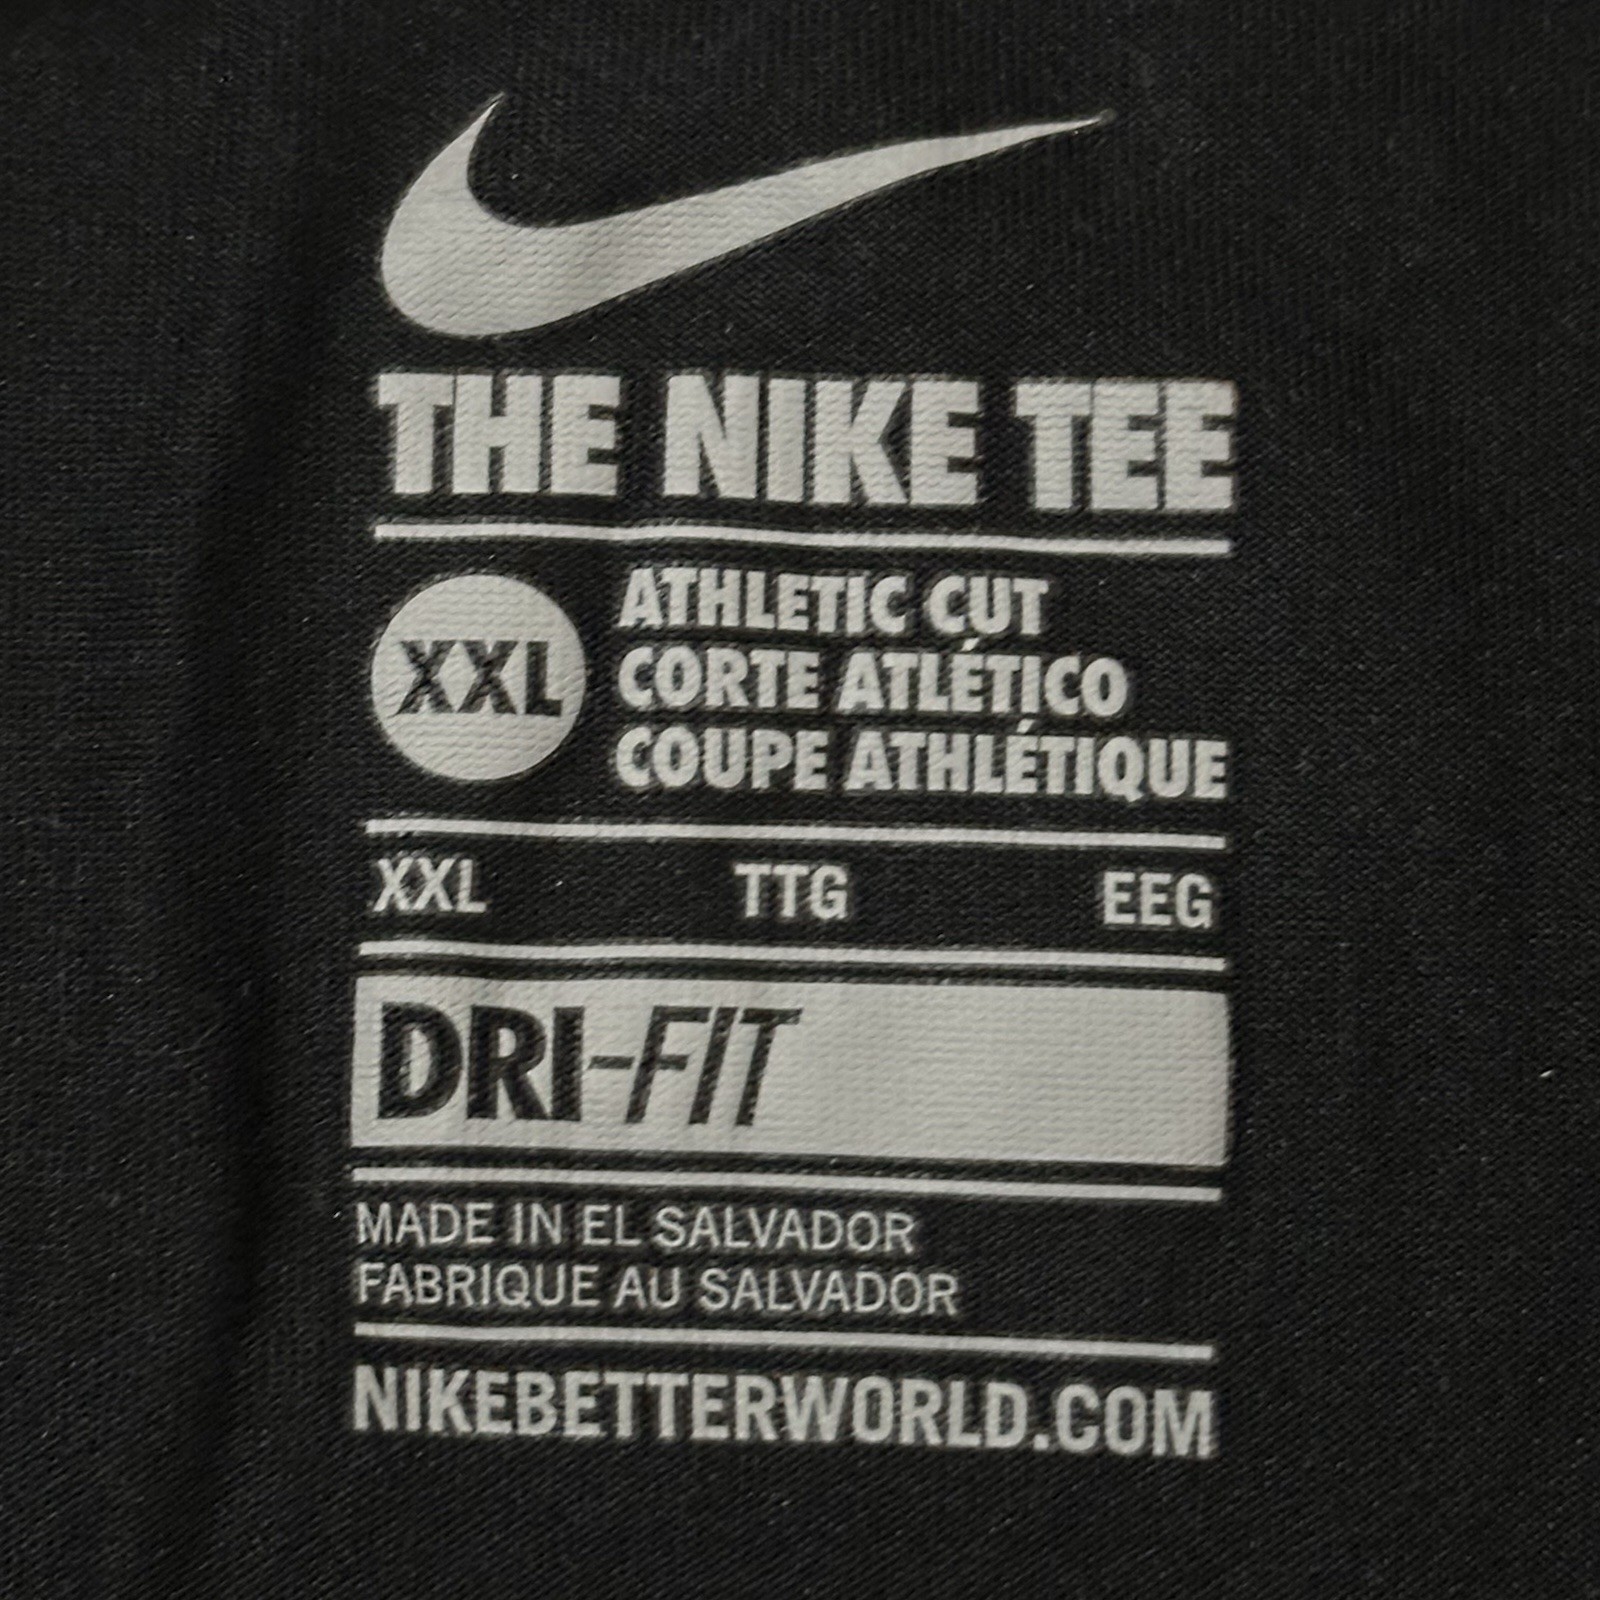 THE NIKE TEE
XXL
ATHLETIC CUT
CORTE ATLÉTICO
COUPE ATHLÉTIQUE
XXL TTG EEG
DRI-FIT
MADE IN EL SALVADOR
FABRIQUE AU SALVADOR
NIKEBETTERWORLD.COM